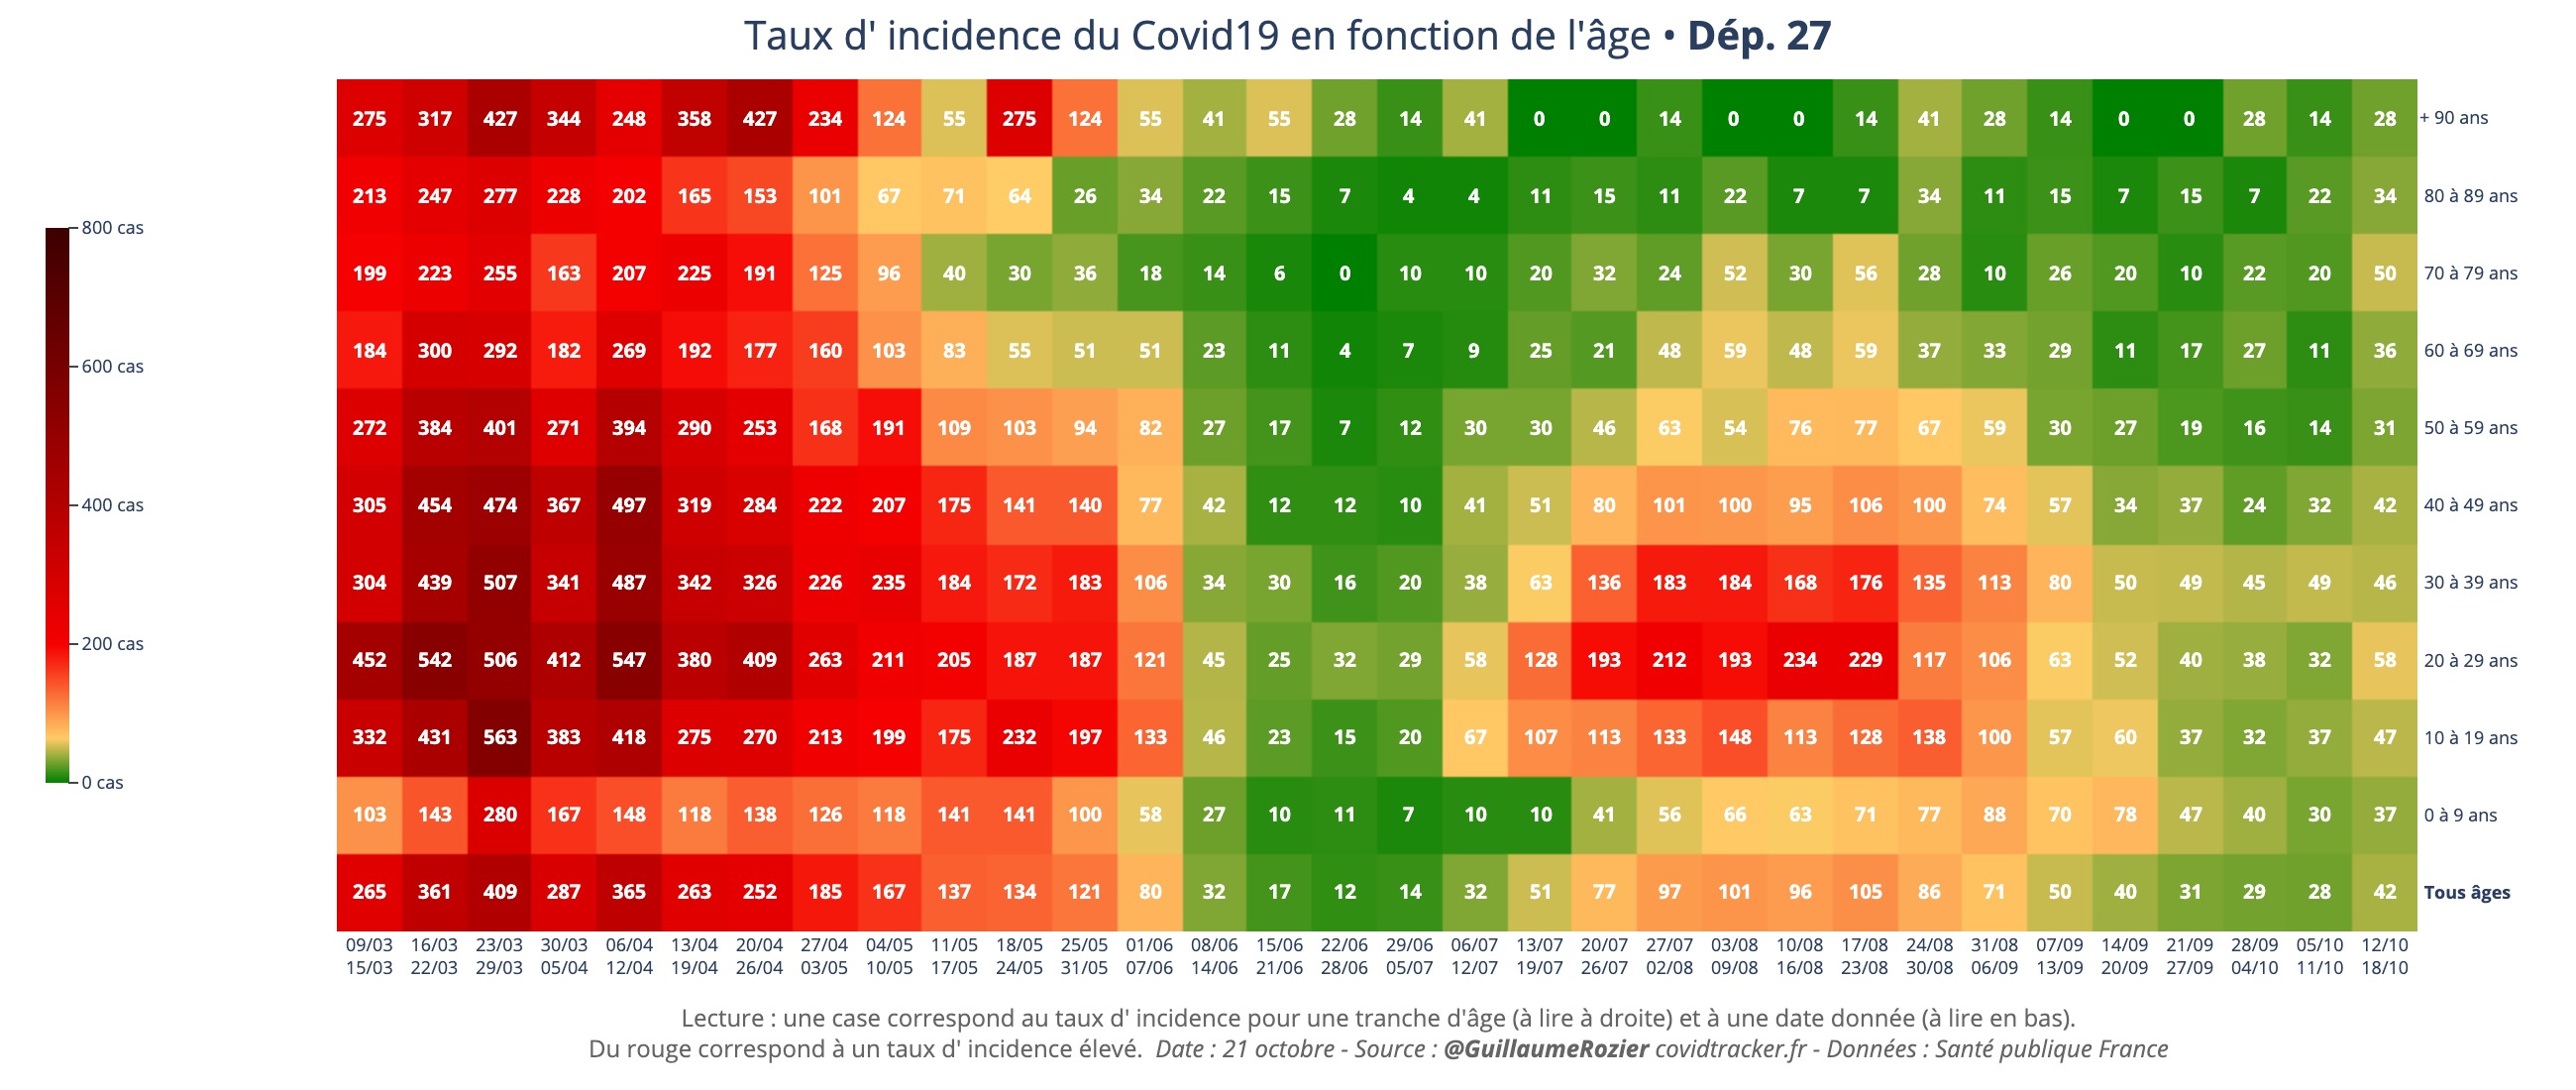 Taux d' incidence du Covid19 en fonction de l'âge • Dép. 27
800 cas
600 cas
400 cas
200 cas
0 cas
275 317 427 344 248 358 427 234 124 55 275 124 55 41 55 28 14 41 0 0 14 0 0 14 41 28 14 0 0 28 14 28 + 90 ans
213 247 277 228 202 165 153 101 67 71 64 26 34 22 15 7 4 4 11 15 11 22 7 7 34 11 15 7 15 7 22 34 80 à 89 ans
199 223 255 163 207 225 191 125 96 40 30 36 18 14 6 0 10 10 20 32 24 52 30 56 28 10 26 20 10 22 20 50 70 à 79 ans
184 300 292 182 269 192 177 160 103 83 55 51 51 23 11 4 7 9 25 21 48 59 48 59 37 33 29 11 17 27 11 36 60 à 69 ans
272 384 401 271 394 290 253 168 191 109 103 94 82 27 17 7 12 30 30 46 63 54 76 77 67 59 30 27 19 16 14 31 50 à 59 ans
305 454 474 367 497 319 284 222 207 175 141 140 77 42 12 12 10 41 51 80 101 100 95 106 100 74 57 34 37 24 32 42 40 à 49 ans
304 439 507 341 487 342 326 226 235 184 172 183 106 34 30 16 20 38 63 136 183 184 168 176 135 113 80 50 49 45 49 46 30 à 39 ans
452 542 506 412 547 380 409 263 211 205 187 187 121 45 25 32 29 58 128 193 212 193 234 229 117 106 63 52 40 38 32 58 20 à 29 ans
332 431 563 383 418 275 270 213 199 175 232 197 133 46 23 15 20 67 107 113 133 148 113 128 138 100 57 60 37 32 37 47 10 à 19 ans
103 143 280 167 148 118 138 126 118 141 141 100 58 27 10 11 7 10 10 41 56 66 63 71 77 88 70 78 47 40 30 37 0 à 9 ans
265 361 409 287 365 263 252 185 167 137 134 121 80 32 17 12 14 32 51 77 97 101 96 105 86 71 50 40 31 29 28 42 Tous âges
09/03 16/03 23/03 30/03 06/04 13/04 20/04 27/04 04/05 11/05 18/05 25/05 01/06 08/06 15/06 22/06 29/06 06/07 13/07 20/07 27/07 03/08 10/08 17/08 24/08 31/08 07/09 14/09 21/09 28/09 05/10 12/10
15/03 22/03 29/03 05/04 12/04 19/04 26/04 03/05 10/05 17/05 24/05 31/05 07/06 14/06 21/06 28/06 05/07 12/07 19/07 26/07 02/08 09/08 16/08 23/08 30/08 06/09 13/09 20/09 27/09 04/10 11/10 18/10
Lecture : une case correspond au taux d' incidence pour une tranche d'âge (à lire à droite) et à une date donnée (à lire en bas).
Du rouge correspond à un taux d' incidence élevé. Date : 21 octobre - Source : @GuillaumeRozier covidtracker.fr - Données : Santé publique France